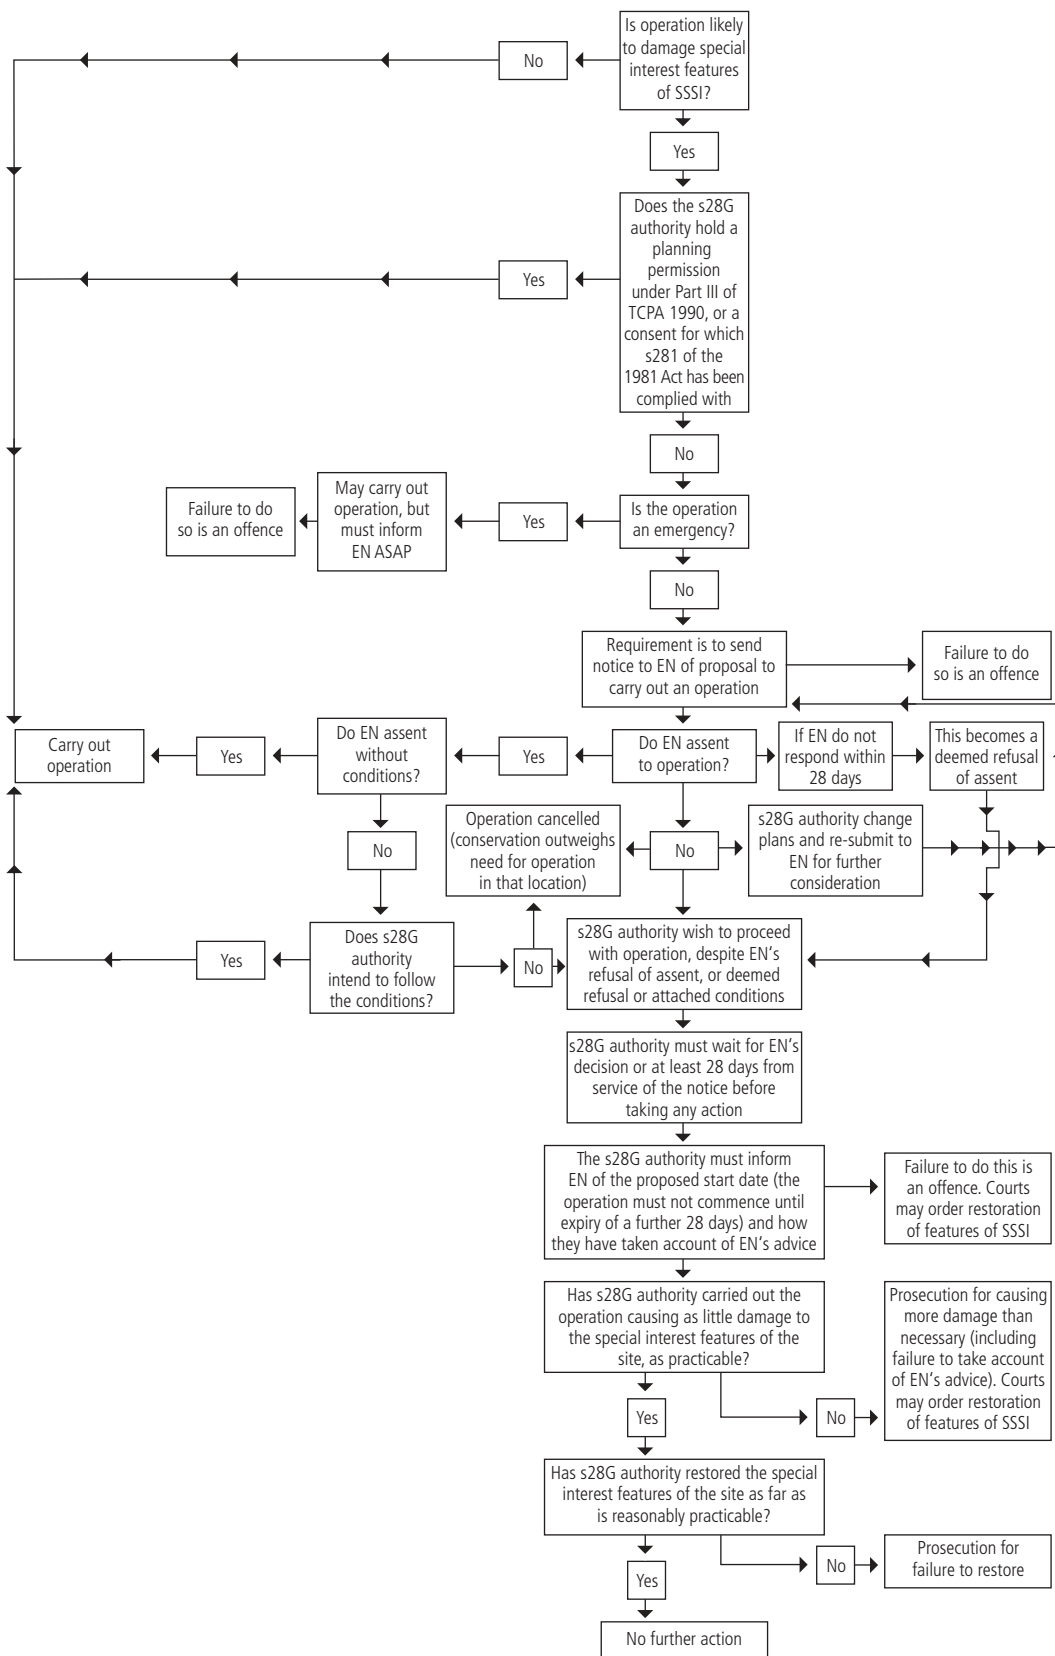 Is operation likely
to damage special
interest features
of SSSI?
No
Yes
Does the s28G
authority hold a
planning
permission
under Part III of
TCPA 1990, or a
consent for which
s281 of the
1981 Act has been
complied with
Yes
No
Is the operation
an emergency?
Yes
May carry out
operation, but
must inform
EN ASAP
Failure to do
so is an offence
No
Requirement is to send
notice to EN of proposal to
carry out an operation
Failure to do
so is an offence
Carry out
operation
Yes
Do EN assent
without
conditions?
Yes
Do EN assent
to operation?
If EN do not
respond within
28 days
This becomes a
deemed refusal
of assent
No
Operation cancelled
(conservation outweighs
need for operation
in that location)
No
s28G authority change
plans and re-submit to
EN for further
consideration
Yes
Does s28G
authority
intend to follow
the conditions?
No
s28G authority wish to proceed
with operation, despite EN's
refusal of assent, or deemed
refusal or attached conditions
s28G authority must wait for EN's
decision or at least 28 days from
service of the notice before
taking any action
The s28G authority must inform
EN of the proposed start date (the
operation must not commence until
expiry of a further 28 days) and how
they have taken account of EN's advice
Failure to do this is
an offence. Courts
may order restoration
of features of SSSI
Has s28G authority carried out the
operation causing as little damage to
the special interest features of the
site, as practicable?
Prosecution for causing
more damage than
necessary (including
failure to take account
of EN's advice). Courts
may order restoration
of features of SSSI
Yes
No
Has s28G authority restored the special
interest features of the site as far as
is reasonably practicable?
Yes
No
Prosecution for
failure to restore
No further action